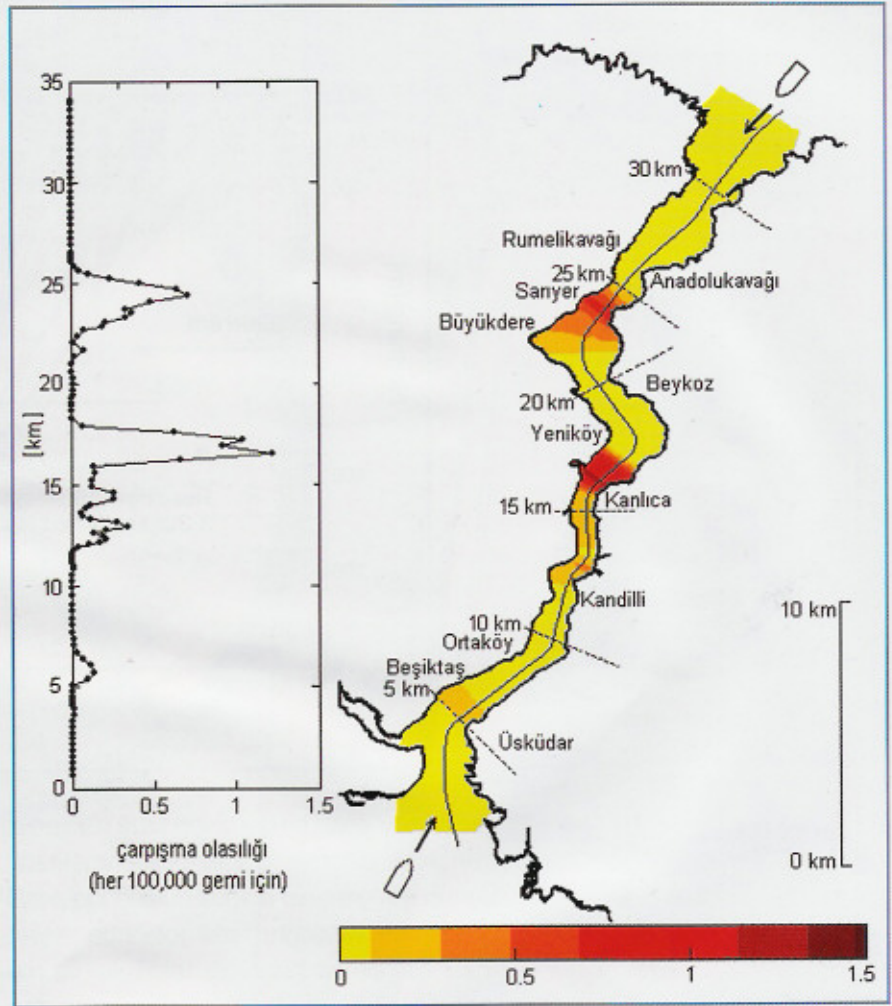 35
30
25
20
15
10
5
0
[km]
0
0.5
1
1.5
çarpışma olasılığı
(her 100,000 gemi için)
30 km
Rumelikavağı
25 km
Anadolukavağı
Sarıyer
Büyükdere
Beykoz
20 km
Yeniköy
Kanlıca
15 km
Kandilli
10 km
10 km
Ortaköy
Beşiktaş
5 km
Üsküdar
0 km
0
0.5
1
1.5